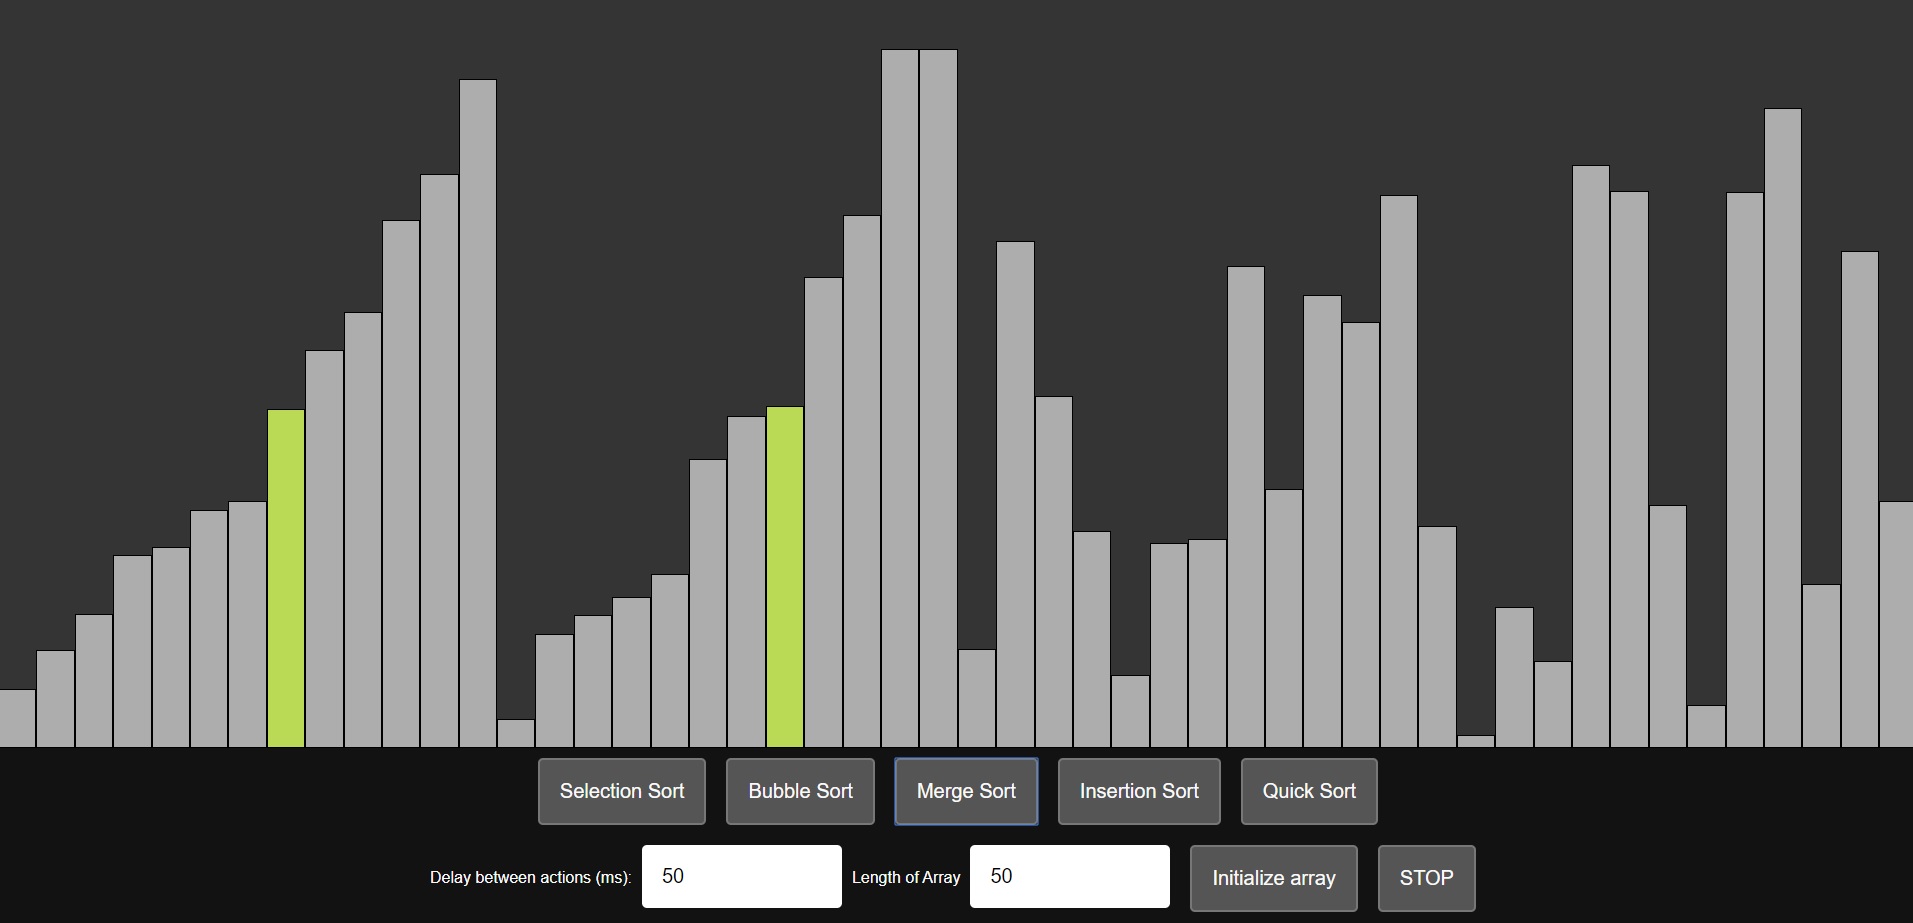 Selection Sort Bubble Sort Merge Sort Insertion Sort Quick Sort
Delay between actions (ms): 50 Length of Array 50 Initialize array STOP